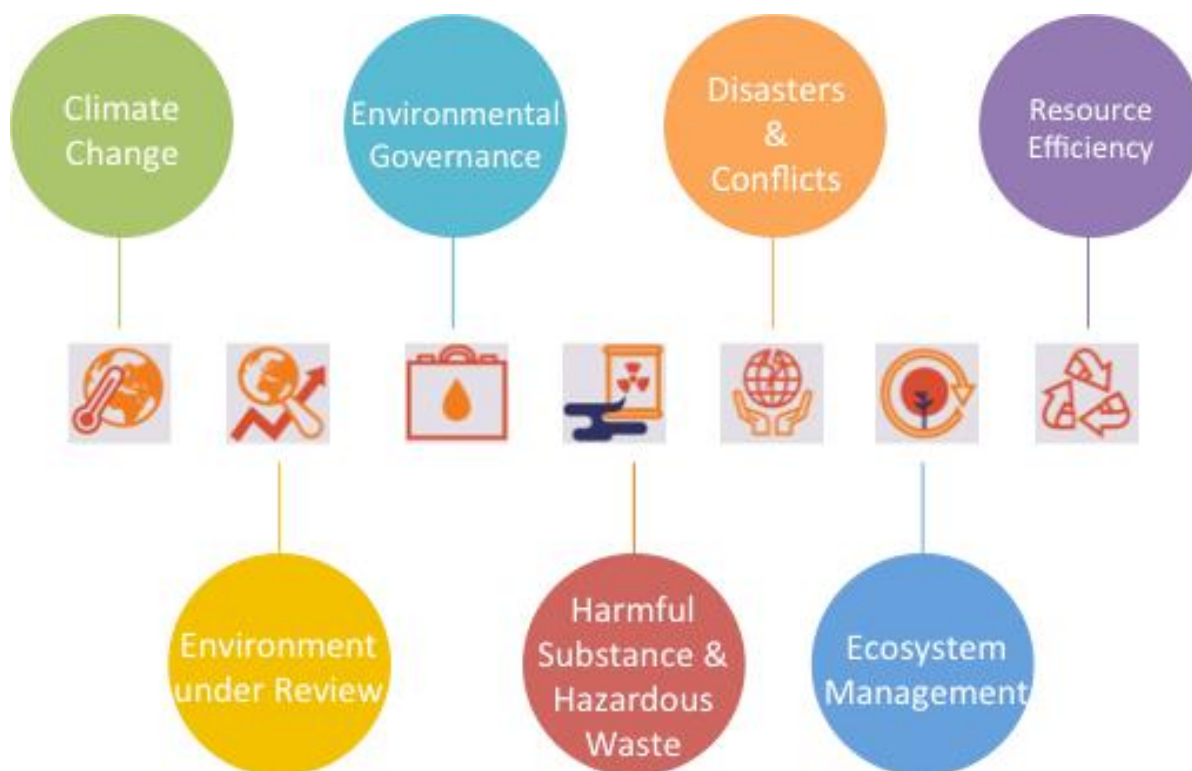 Climate
Change
Environmental
Governance
Disasters
&
Conflicts
Resource
Efficiency
Environment
under Review
Harmful
Substance &
Hazardous
Waste
Ecosystem
Management